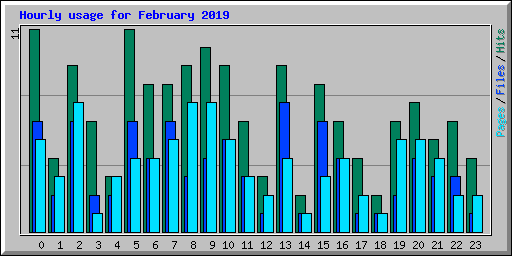 Hourly usage for February 2019
11
Pages/Files/Hits
0 1 2 3 4 5 6 7 8 9 10 11 12 13 14 15 16 17 18 19 20 21 22 23